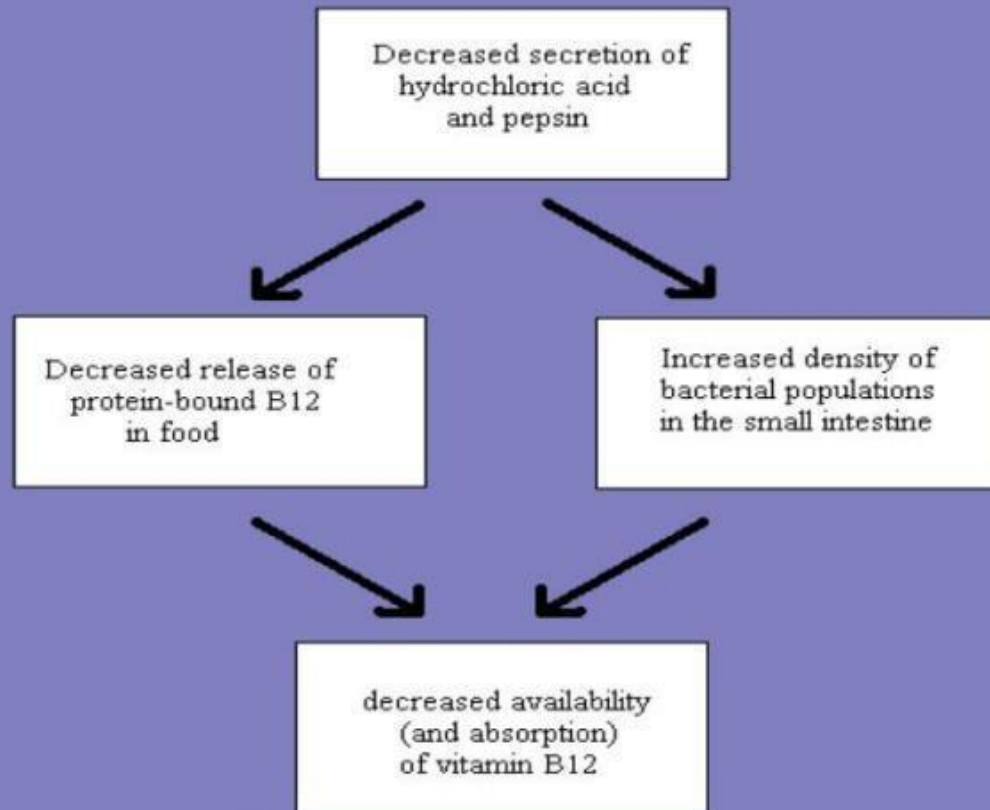 Decreased secretion of
hydrochloric acid
and pepsin
Decreased release of
protein-bound B12
in food
Increased density of
bacterial populations
in the small intestine
decreased availability
(and absorption)
of vitamin B12